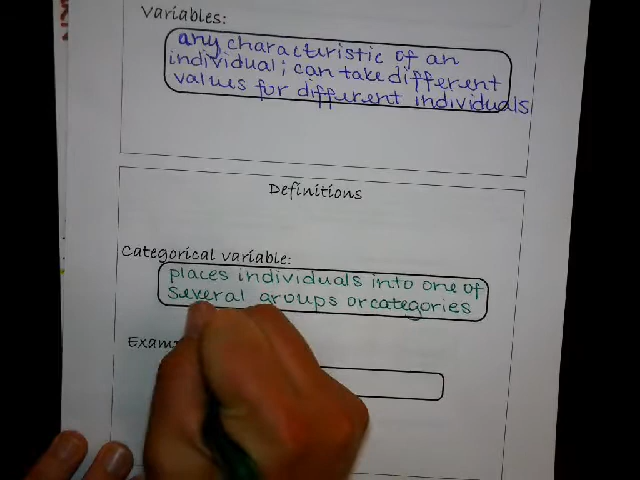 Variables:
any characteristic of an
individual; can take different
values for different individuals
Definitions
Categorical variable:
places individuals into one of
several groups or categories